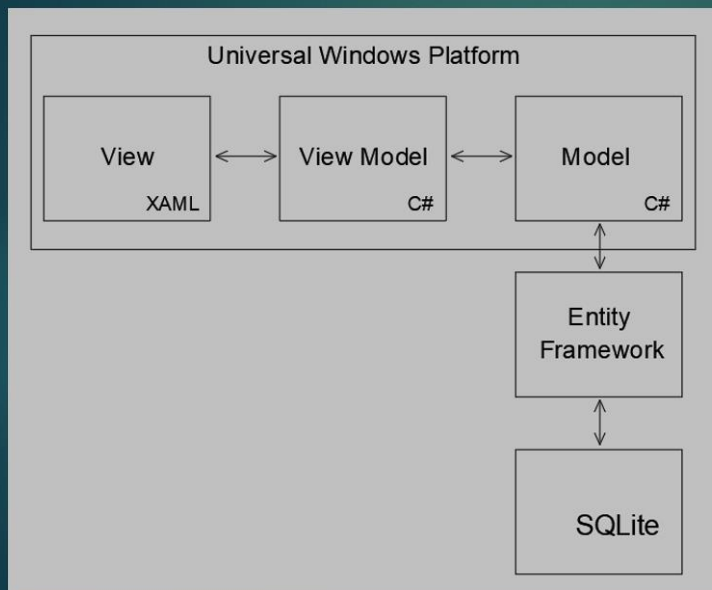 Universal Windows Platform
View
XAML
View Model
C#
Model
C#
Entity
Framework
SQLite